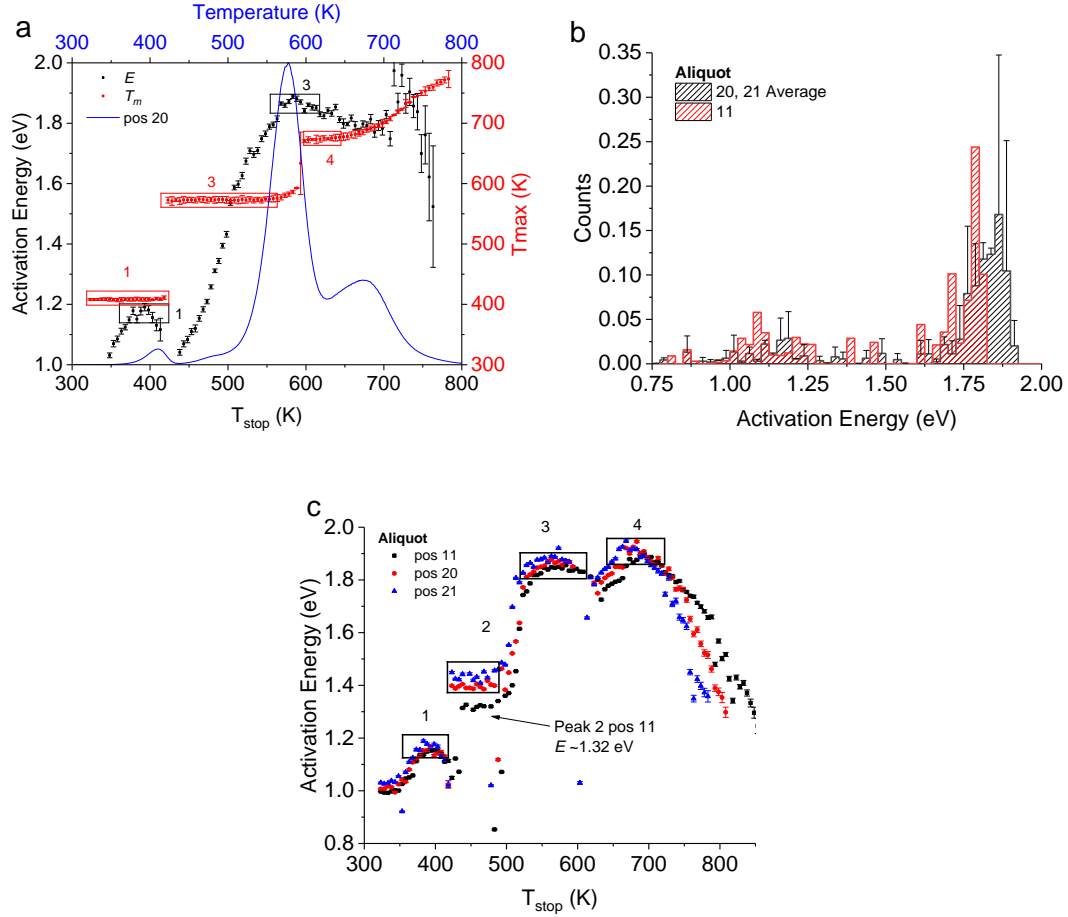 a
Temperature (K)
300 400 500 600 700 800
2.0
1.8
1.6
1.4
1.2
1.0
Activation Energy (eV)
E
Tm
pos 20
3
4
3
1
1
800
700
600
500
400
300
Tmax (K)
300 400 500 600 700 800
Tstop (K)
b
0.35
0.30
0.25
0.20
0.15
0.10
0.05
0.00
Counts
Aliquot
20, 21 Average
11
0.75 1.00 1.25 1.50 1.75 2.00
Activation Energy (eV)
c
2.0
1.8
1.6
1.4
1.2
1.0
0.8
Activation Energy (eV)
Aliquot
pos 11
pos 20
pos 21
3
4
2
1
Peak 2 pos 11
E ~1.32 eV
300 400 500 600 700 800
Tstop (K)